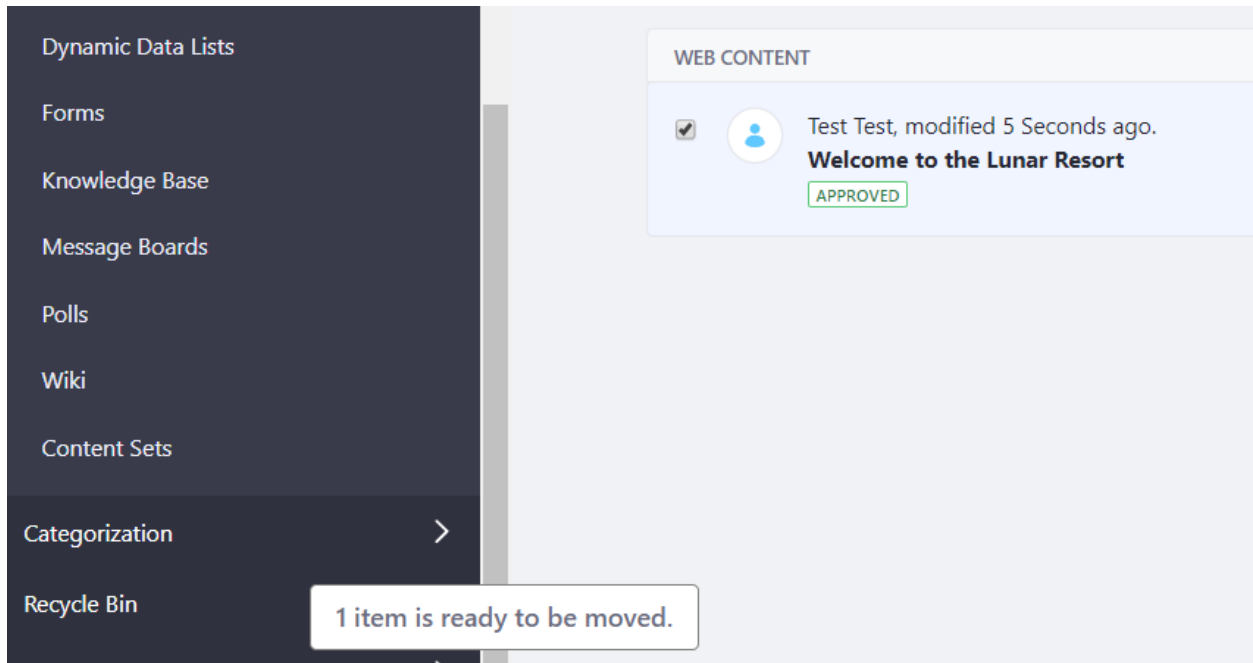 Dynamic Data Lists
Forms
Knowledge Base
Message Boards
Polls
Wiki
Content Sets
Categorization
Recycle Bin
1 item is ready to be moved.
WEB CONTENT
Test Test, modified 5 Seconds ago.
Welcome to the Lunar Resort
APPROVED